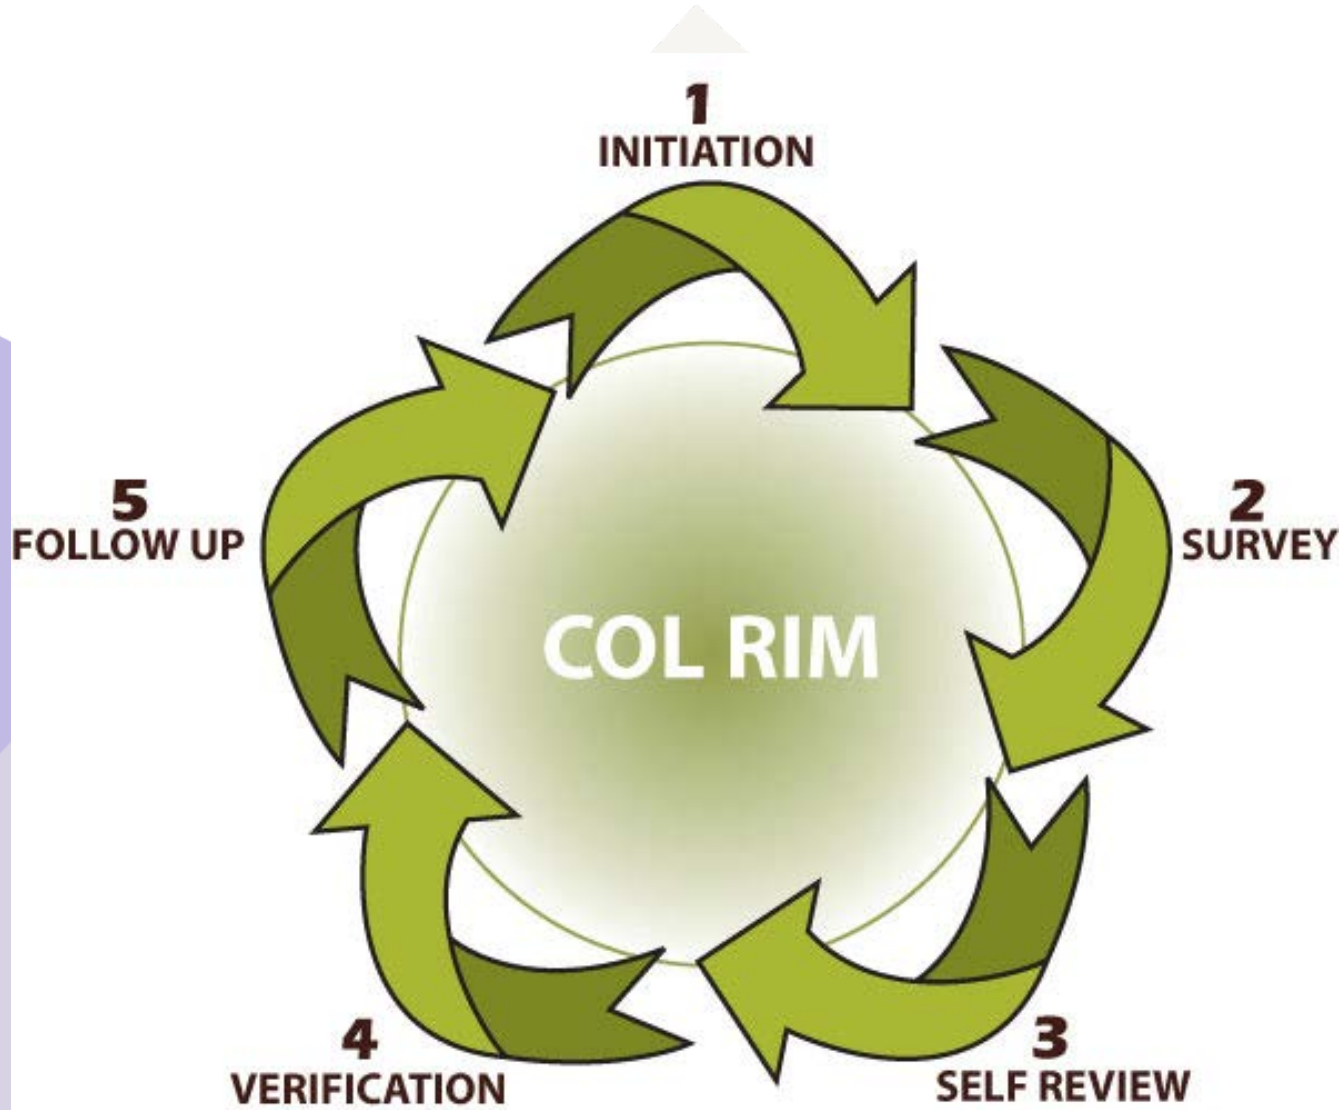 1
INITIATION
2
SURVEY
3
SELF REVIEW
4
VERIFICATION
5
FOLLOW UP
COL RIM